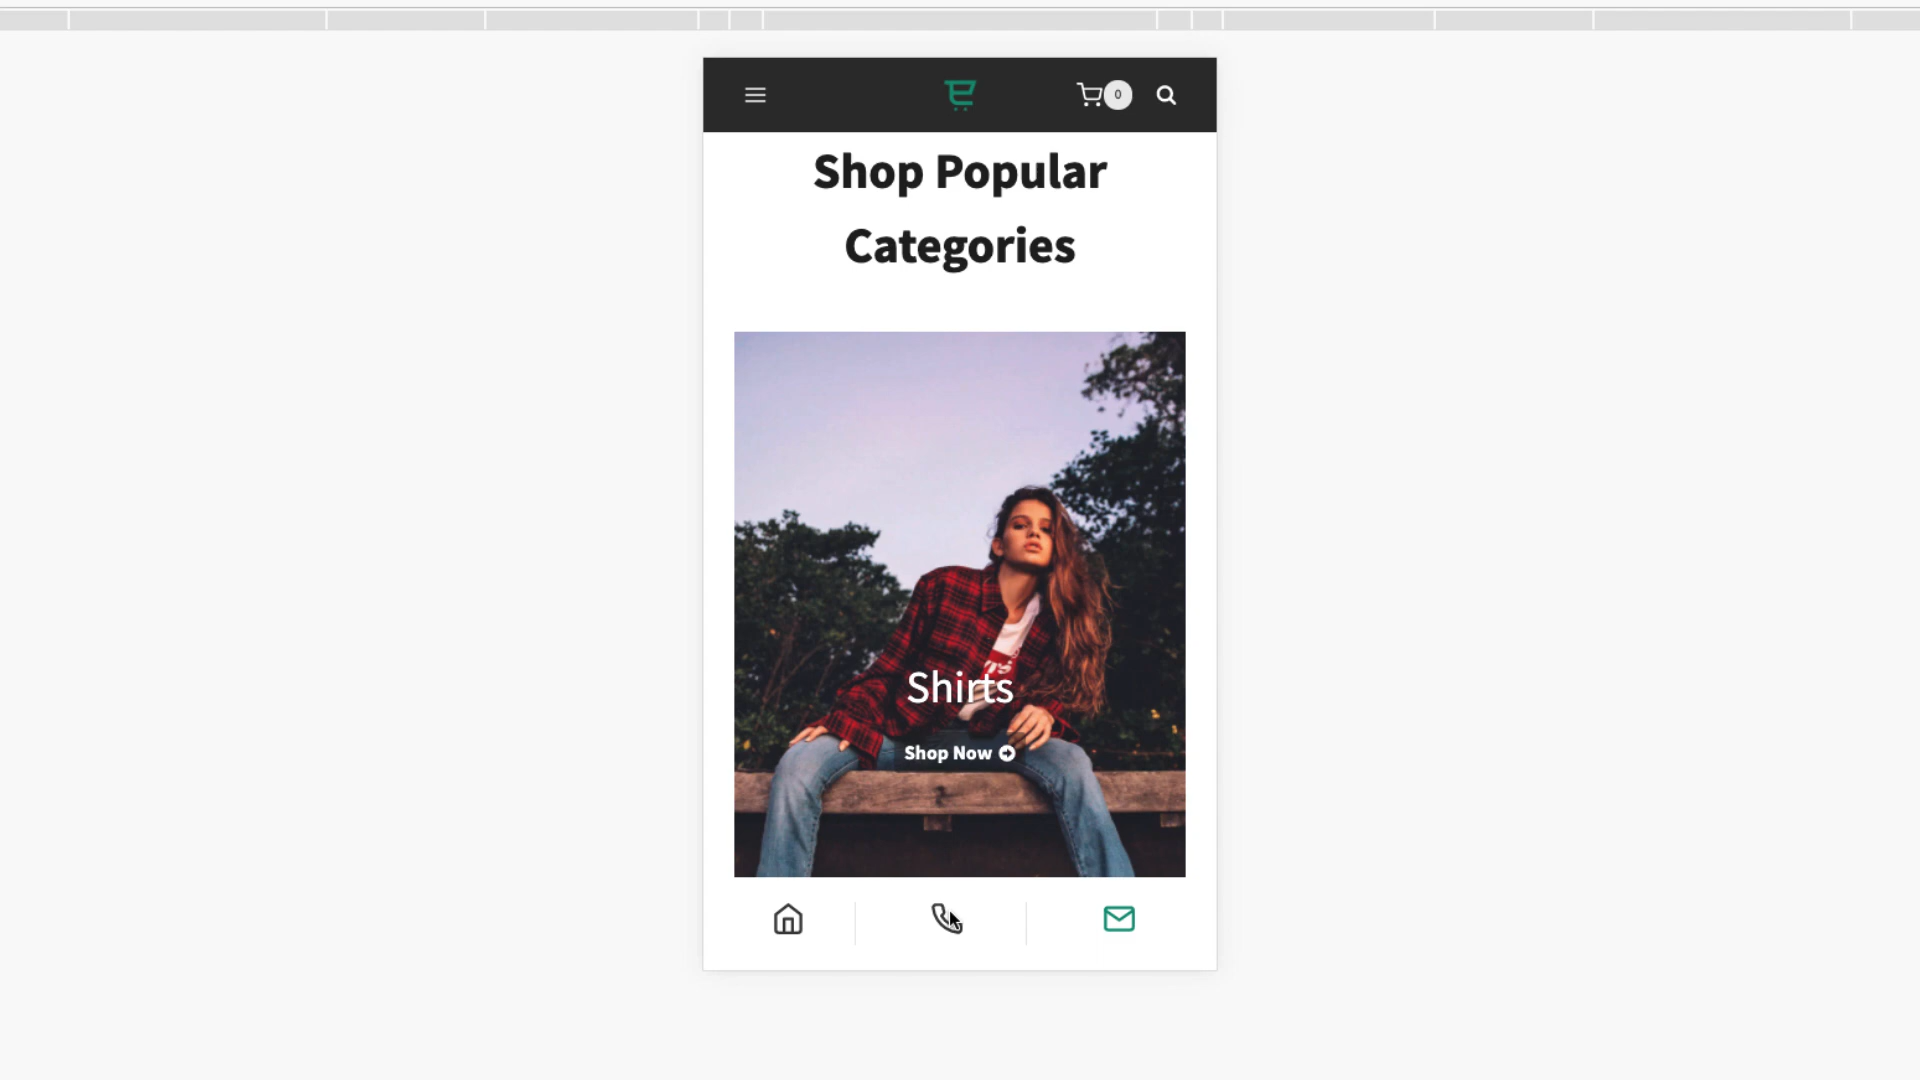 0
Shop Popular
Categories
Shirts
Shop Now